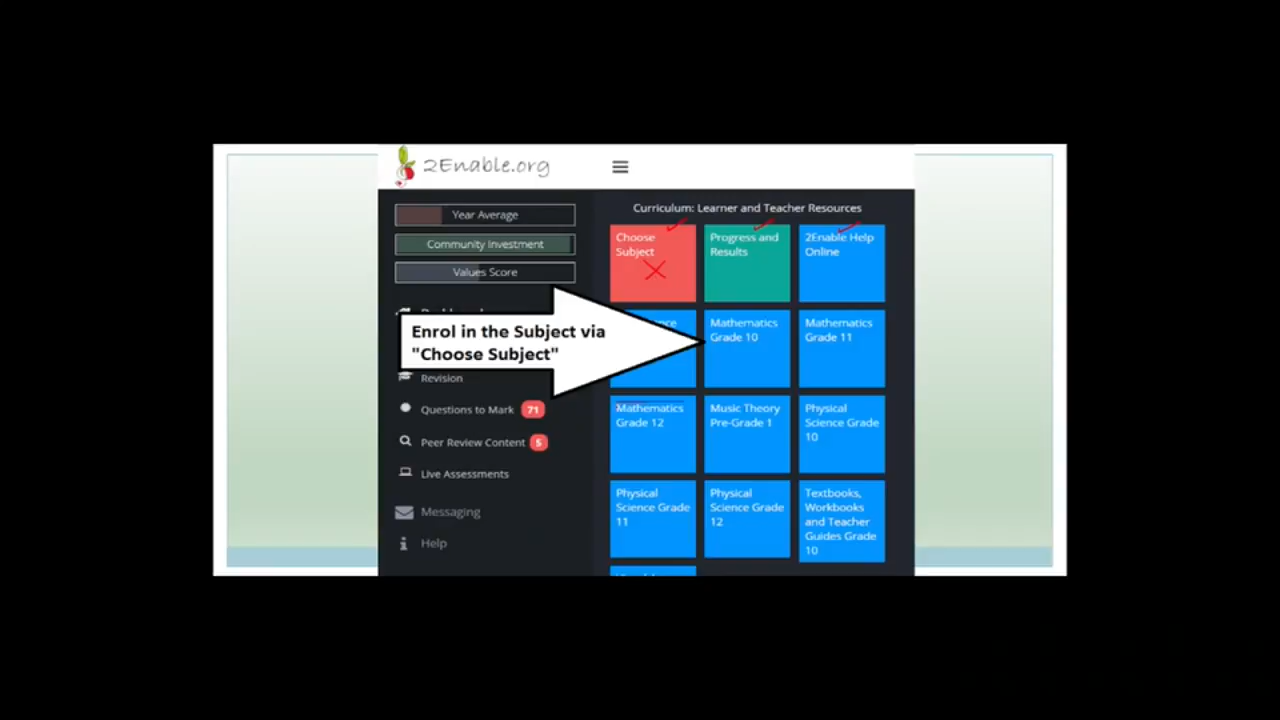 2Enable.org
Year Average
Community Investment
Values Score
Enrol in the Subject via
"Choose Subject"
Revision
Questions to Mark 71
Peer Review Content 5
Live Assessments
Messaging
Help
Curriculum: Learner and Teacher Resources
Choose
Subject
Progress and
Results
2Enable Help
Online
Mathematics
Grade 10
Mathematics
Grade 11
Mathematics
Grade 12
Music Theory
Pre-Grade 1
Physical
Science Grade
10
Physical
Science Grade
11
Physical
Science Grade
12
Textbooks,
Workbooks
and Teacher
Guides Grade
10